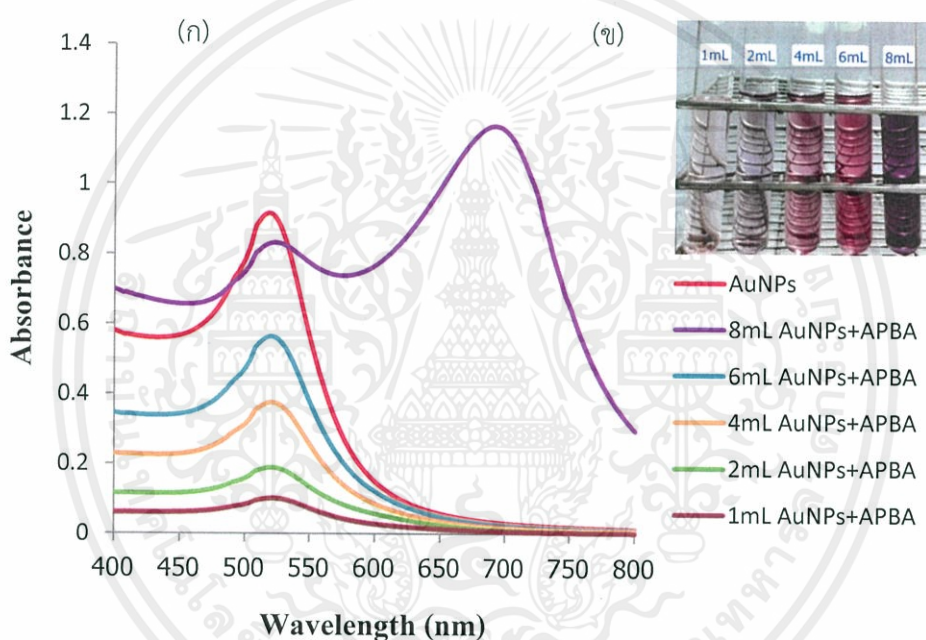 (ก)
(ข)
1.4
1.2
1
0.8
0.6
0.4
0.2
0
Absorbance
400 450 500 550 600 650 700 750 800
Wavelength (nm)
1mL 2mL 4mL 6mL 8mL
AuNPs
8mL AuNPs+APBA
6mL AuNPs+APBA
4mL AuNPs+APBA
2mL AuNPs+APBA
1mL AuNPs+APBA